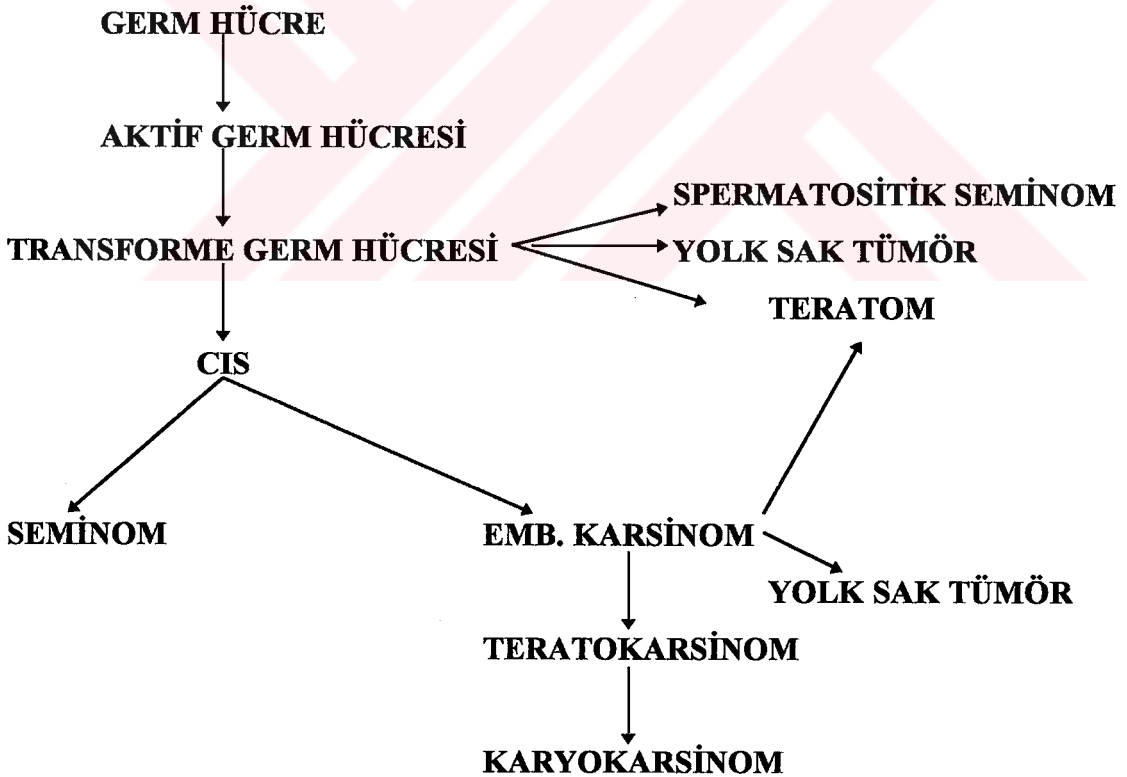 GERM HÜCRE
AKTİF GERM HÜCRESİ
SPERMATOSİTİK SEMİNOM
TRANSFORME GERM HÜCRESİ
YOLK SAK TÜMÖR
TERATOM
CIS
SEMİNOM
EMB. KARSİNOM
YOLK SAK TÜMÖR
TERATOKARSİNOM
KARYOKARSİNOM